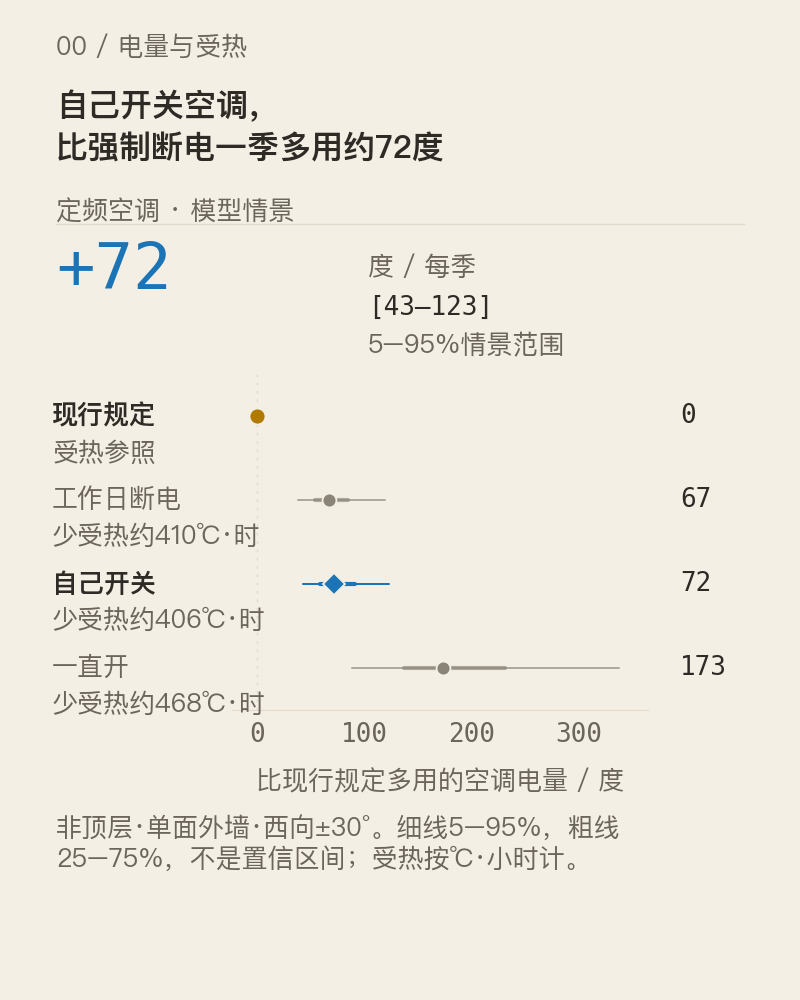 00 / 电量与受热
自己开关空调，
比强制断电一季多用约72度
定频空调 · 模型情景
+72
度 / 每季
[43–123]
5–95%情景范围
现行规定
0
受热参照
工作日断电
67
少受热约410℃·时
自己开关
72
少受热约406℃·时
一直开
173
少受热约468℃·时
0 100 200 300
比现行规定多用的空调电量 / 度
非顶层·单面外墙·西向±30°。细线5–95%，粗线
25–75%，不是置信区间；受热按℃·小时计。